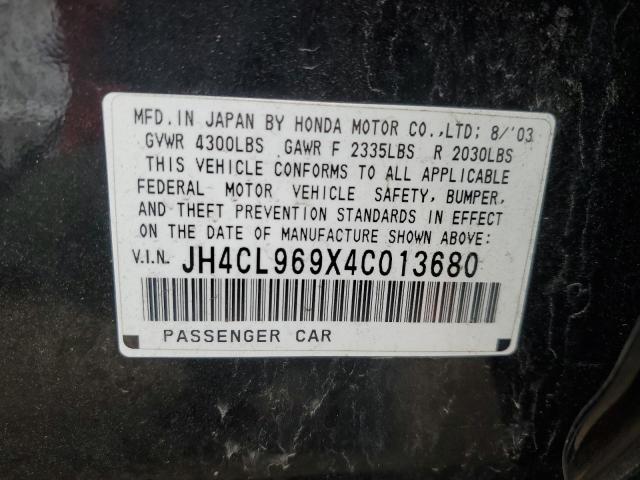 MFD.IN JAPAN BY HONDA MOTOR CO.,LTD; 8/'03
GVWR 4300LBS GAWR F 2335LBS R 2030LBS
THIS VEHICLE CONFORMS TO ALL APPLICABLE
FEDERAL MOTOR VEHICLE SAFETY, BUMPER,
AND THEFT PREVENTION STANDARDS IN EFFECT
ON THE DATE OF MANUFACTURE SHOWN ABOVE:
V.I.N. JH4CL969X4C013680
PASSENGER CAR